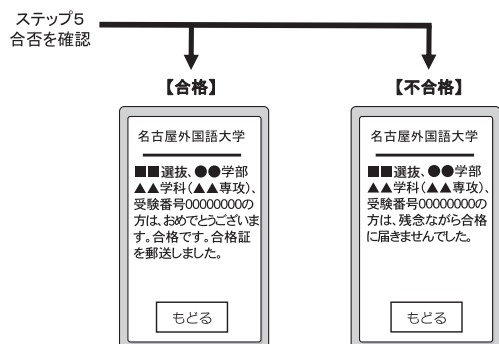 ステップ5
合否を確認
【合格】
名古屋外国語大学
■■選抜、●●学部
▲▲学科(▲▲専攻)、
受験番号00000000の
方は、おめでとうございま
す。合格です。合格証
を郵送しました。
もどる
【不合格】
名古屋外国語大学
■■選抜、●●学部
▲▲学科(▲▲専攻)、
受験番号00000000の
方は、残念ながら合格
に届きませんでした。
もどる